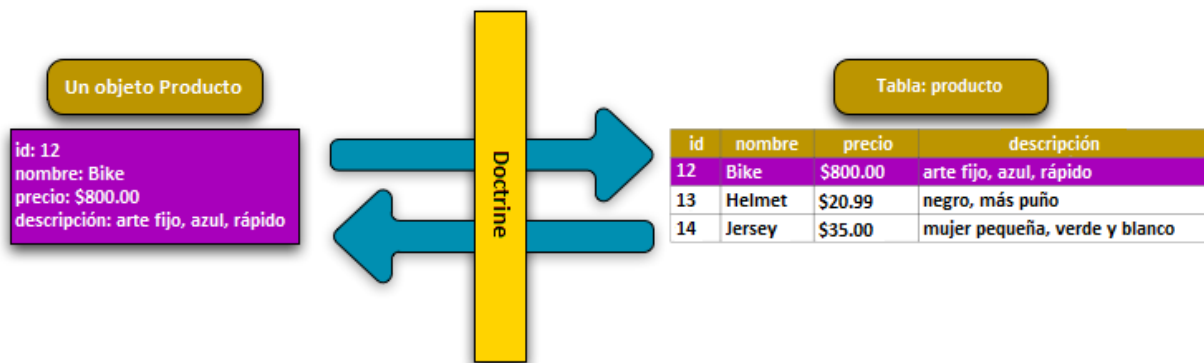 Un objeto Producto
id: 12
nombre: Bike
precio: $800.00
descripción: arte fijo, azul, rápido
Doctrine
Tabla: producto
id nombre precio descripción
12 Bike $800.00 arte fijo, azul, rápido
13 Helmet $20.99 negro, más puño
14 Jersey $35.00 mujer pequeña, verde y blanco